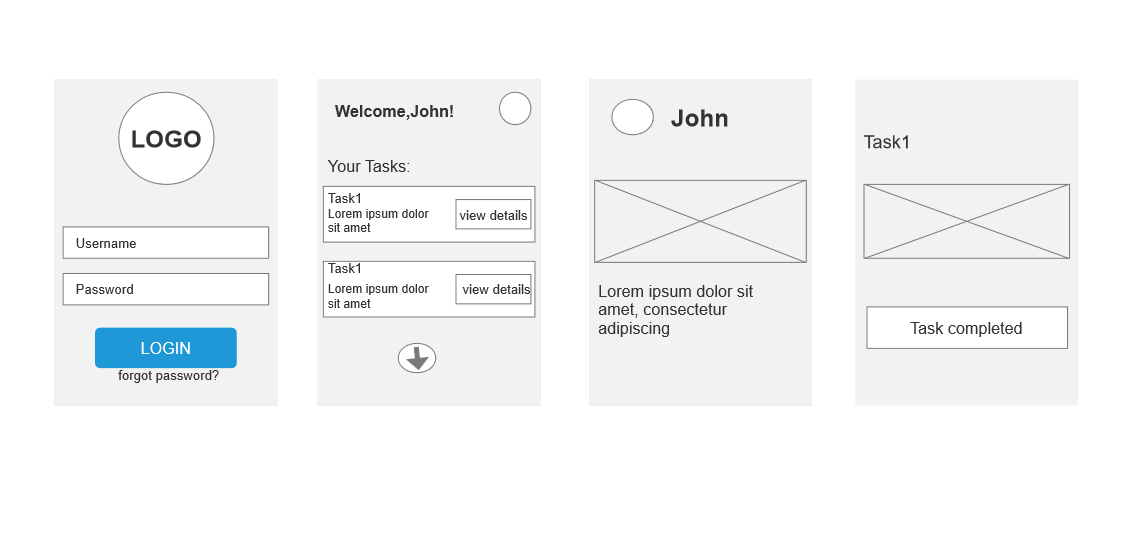 LOGO
Username
Password
LOGIN
forgot password?
Welcome,John!
Your Tasks:
Task1
Lorem ipsum dolor
sit amet
view details
Task1
Lorem ipsum dolor
sit amet
view details
John
Lorem ipsum dolor sit
amet, consectetur
adipiscing
Task1
Task completed